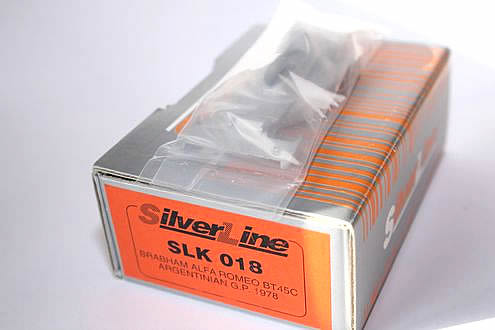 SilverLine
SLK 018
BRABHAM ALFA ROMEO BT45C
ARGENTINIAN G.P. 1978
S